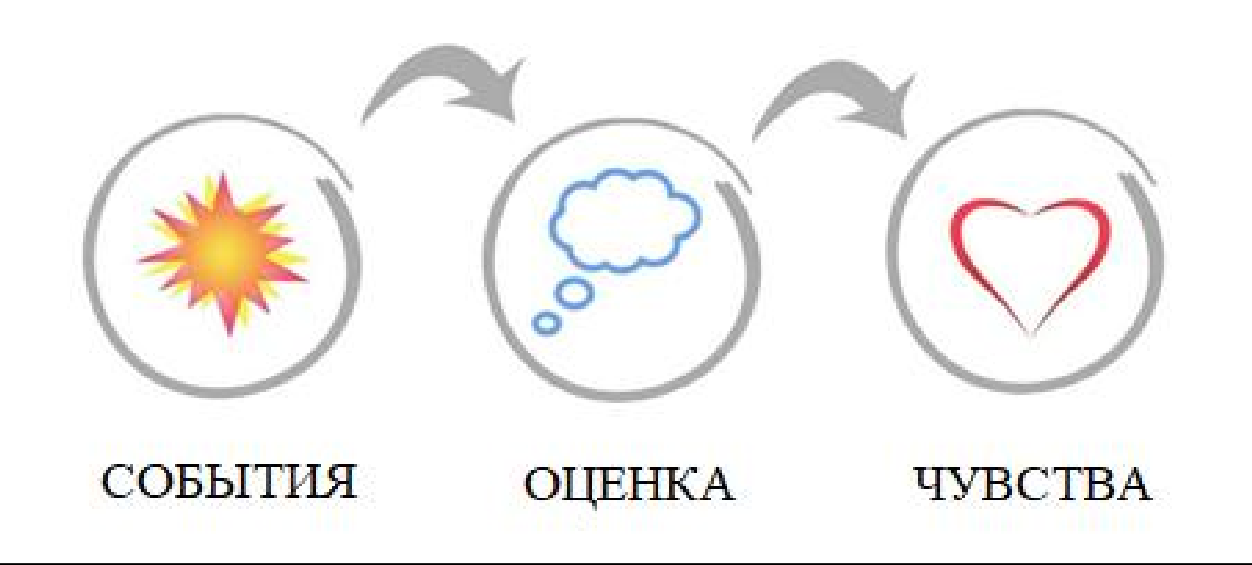 СОБЫТИЯ ОЦЕНКА ЧУВСТВА